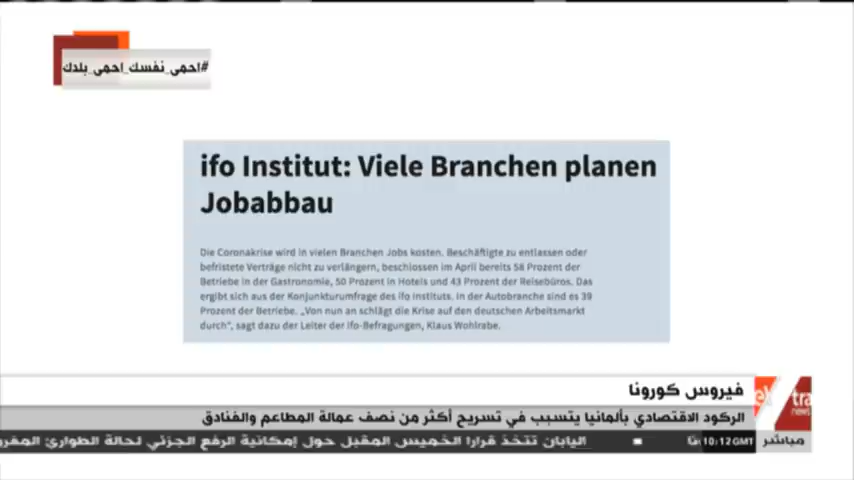 #احمى_نفسك_احمى_بلدك
ifo Institut: Viele Branchen planen
Jobabbau
Die Coronakrise wird in vielen Branchen Jobs kosten. Beschäftigte zu entlassen oder
befristete Verträge nicht zu verlängern, beschlossen im April bereits 58 Prozent der
Betriebe in der Gastronomie, 50 Prozent in Hotels und 43 Prozent der Reisebüros. Das
ergibt sich aus der Konjunkturumfrage des ifo Instituts. In der Autobranche sind es 39
Prozent der Betriebe. „Von nun an schlägt die Krise auf den deutschen Arbeitsmarkt
durch“, sagt dazu der Leiter der ifo-Befragungen, Klaus Wohlrabe.
فيروس كورونا
الركود الاقتصادي بألمانيا يتسبب في تسريح أكثر من نصف عمالة المطاعم والفنادق
tra
news
مباشر
10:12 GMT
اليابان تتخذ قرارا الخميس المقبل حول إمكانية الرفع الجزئي لحالة الطوارئ